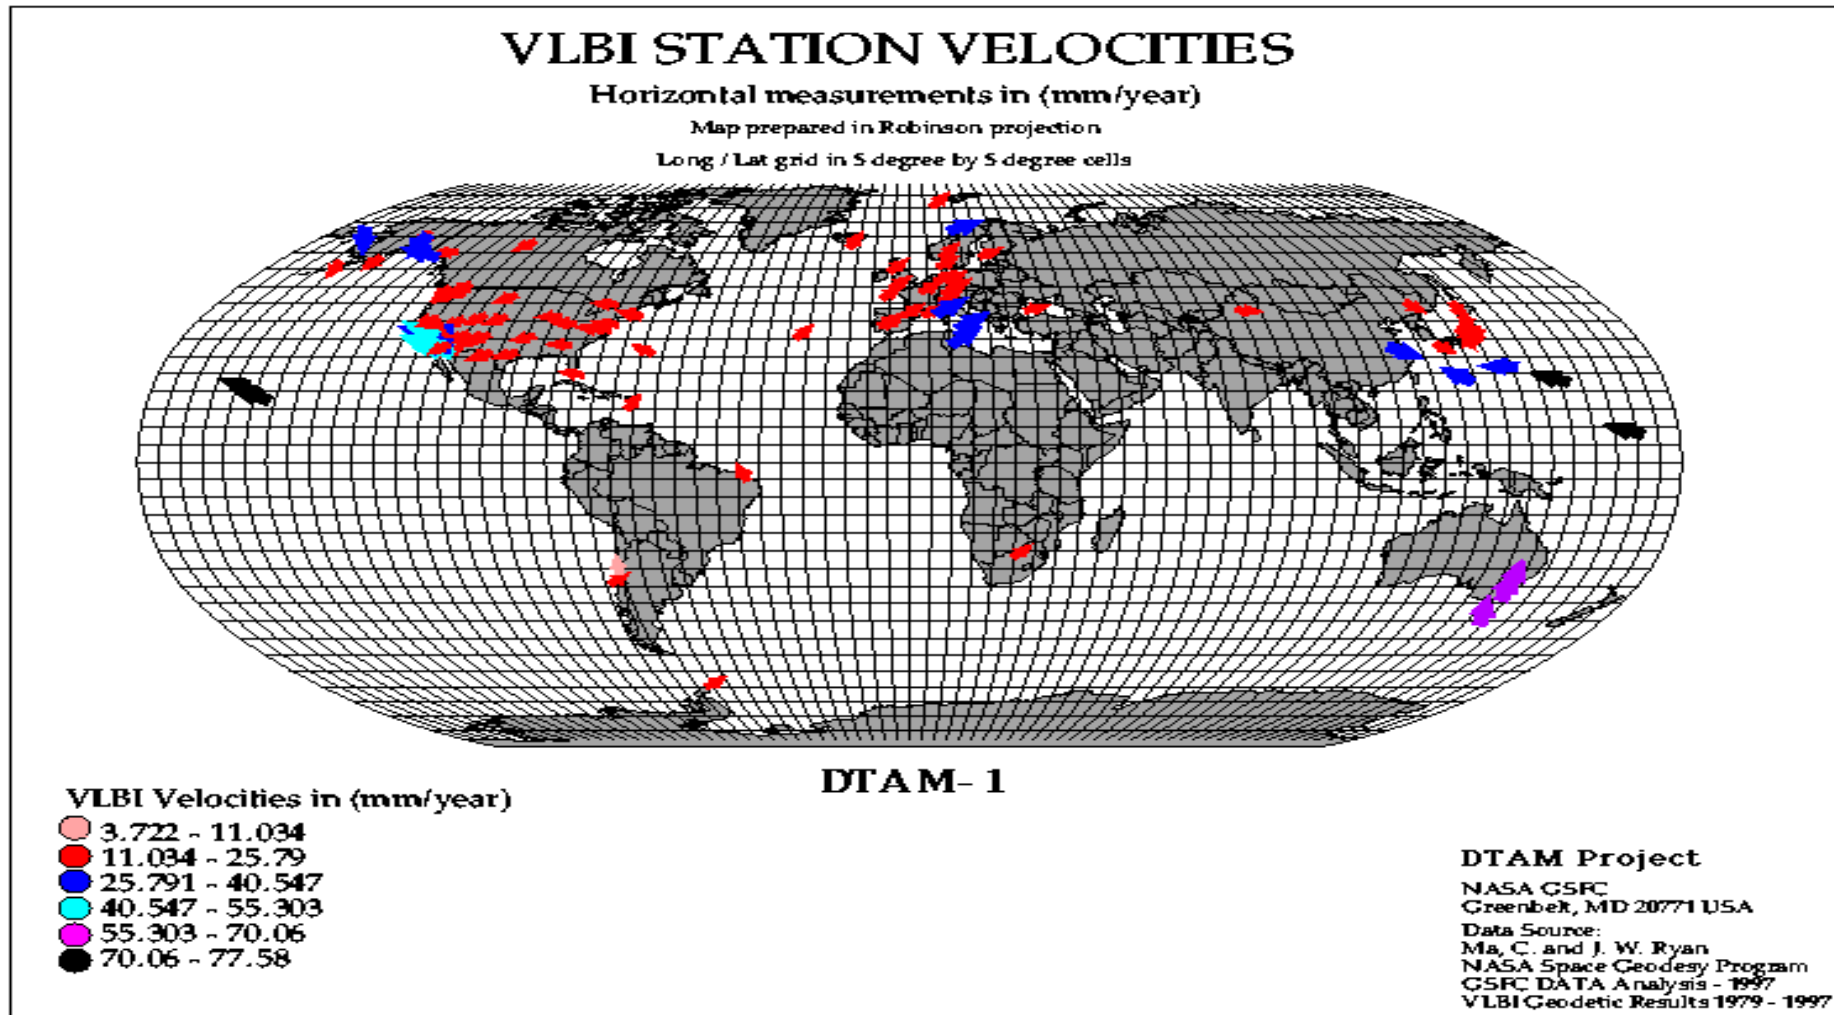 VLBI STATION VELOCITIES
Horizontal measurements in (mm/year)
Map prepared in Robinson projection
Long / Lat grid in 5 degree by 5 degree cells
DTAM- 1
VLBI Velocities in (mm/year)
3.722 - 11.034
11.034 - 25.79
25.791 - 40.547
40.547 - 55.303
55.303 - 70.06
70.06 - 77.58
DTAM Project
NASA GSFC
Greenbelt, MD 20771 USA
Data Source:
Ma, C. and J. W. Ryan
NASA Space Geodesy Program
GSFC DATA Analysis - 1997
VLBI Geodetic Results 1979 - 1997